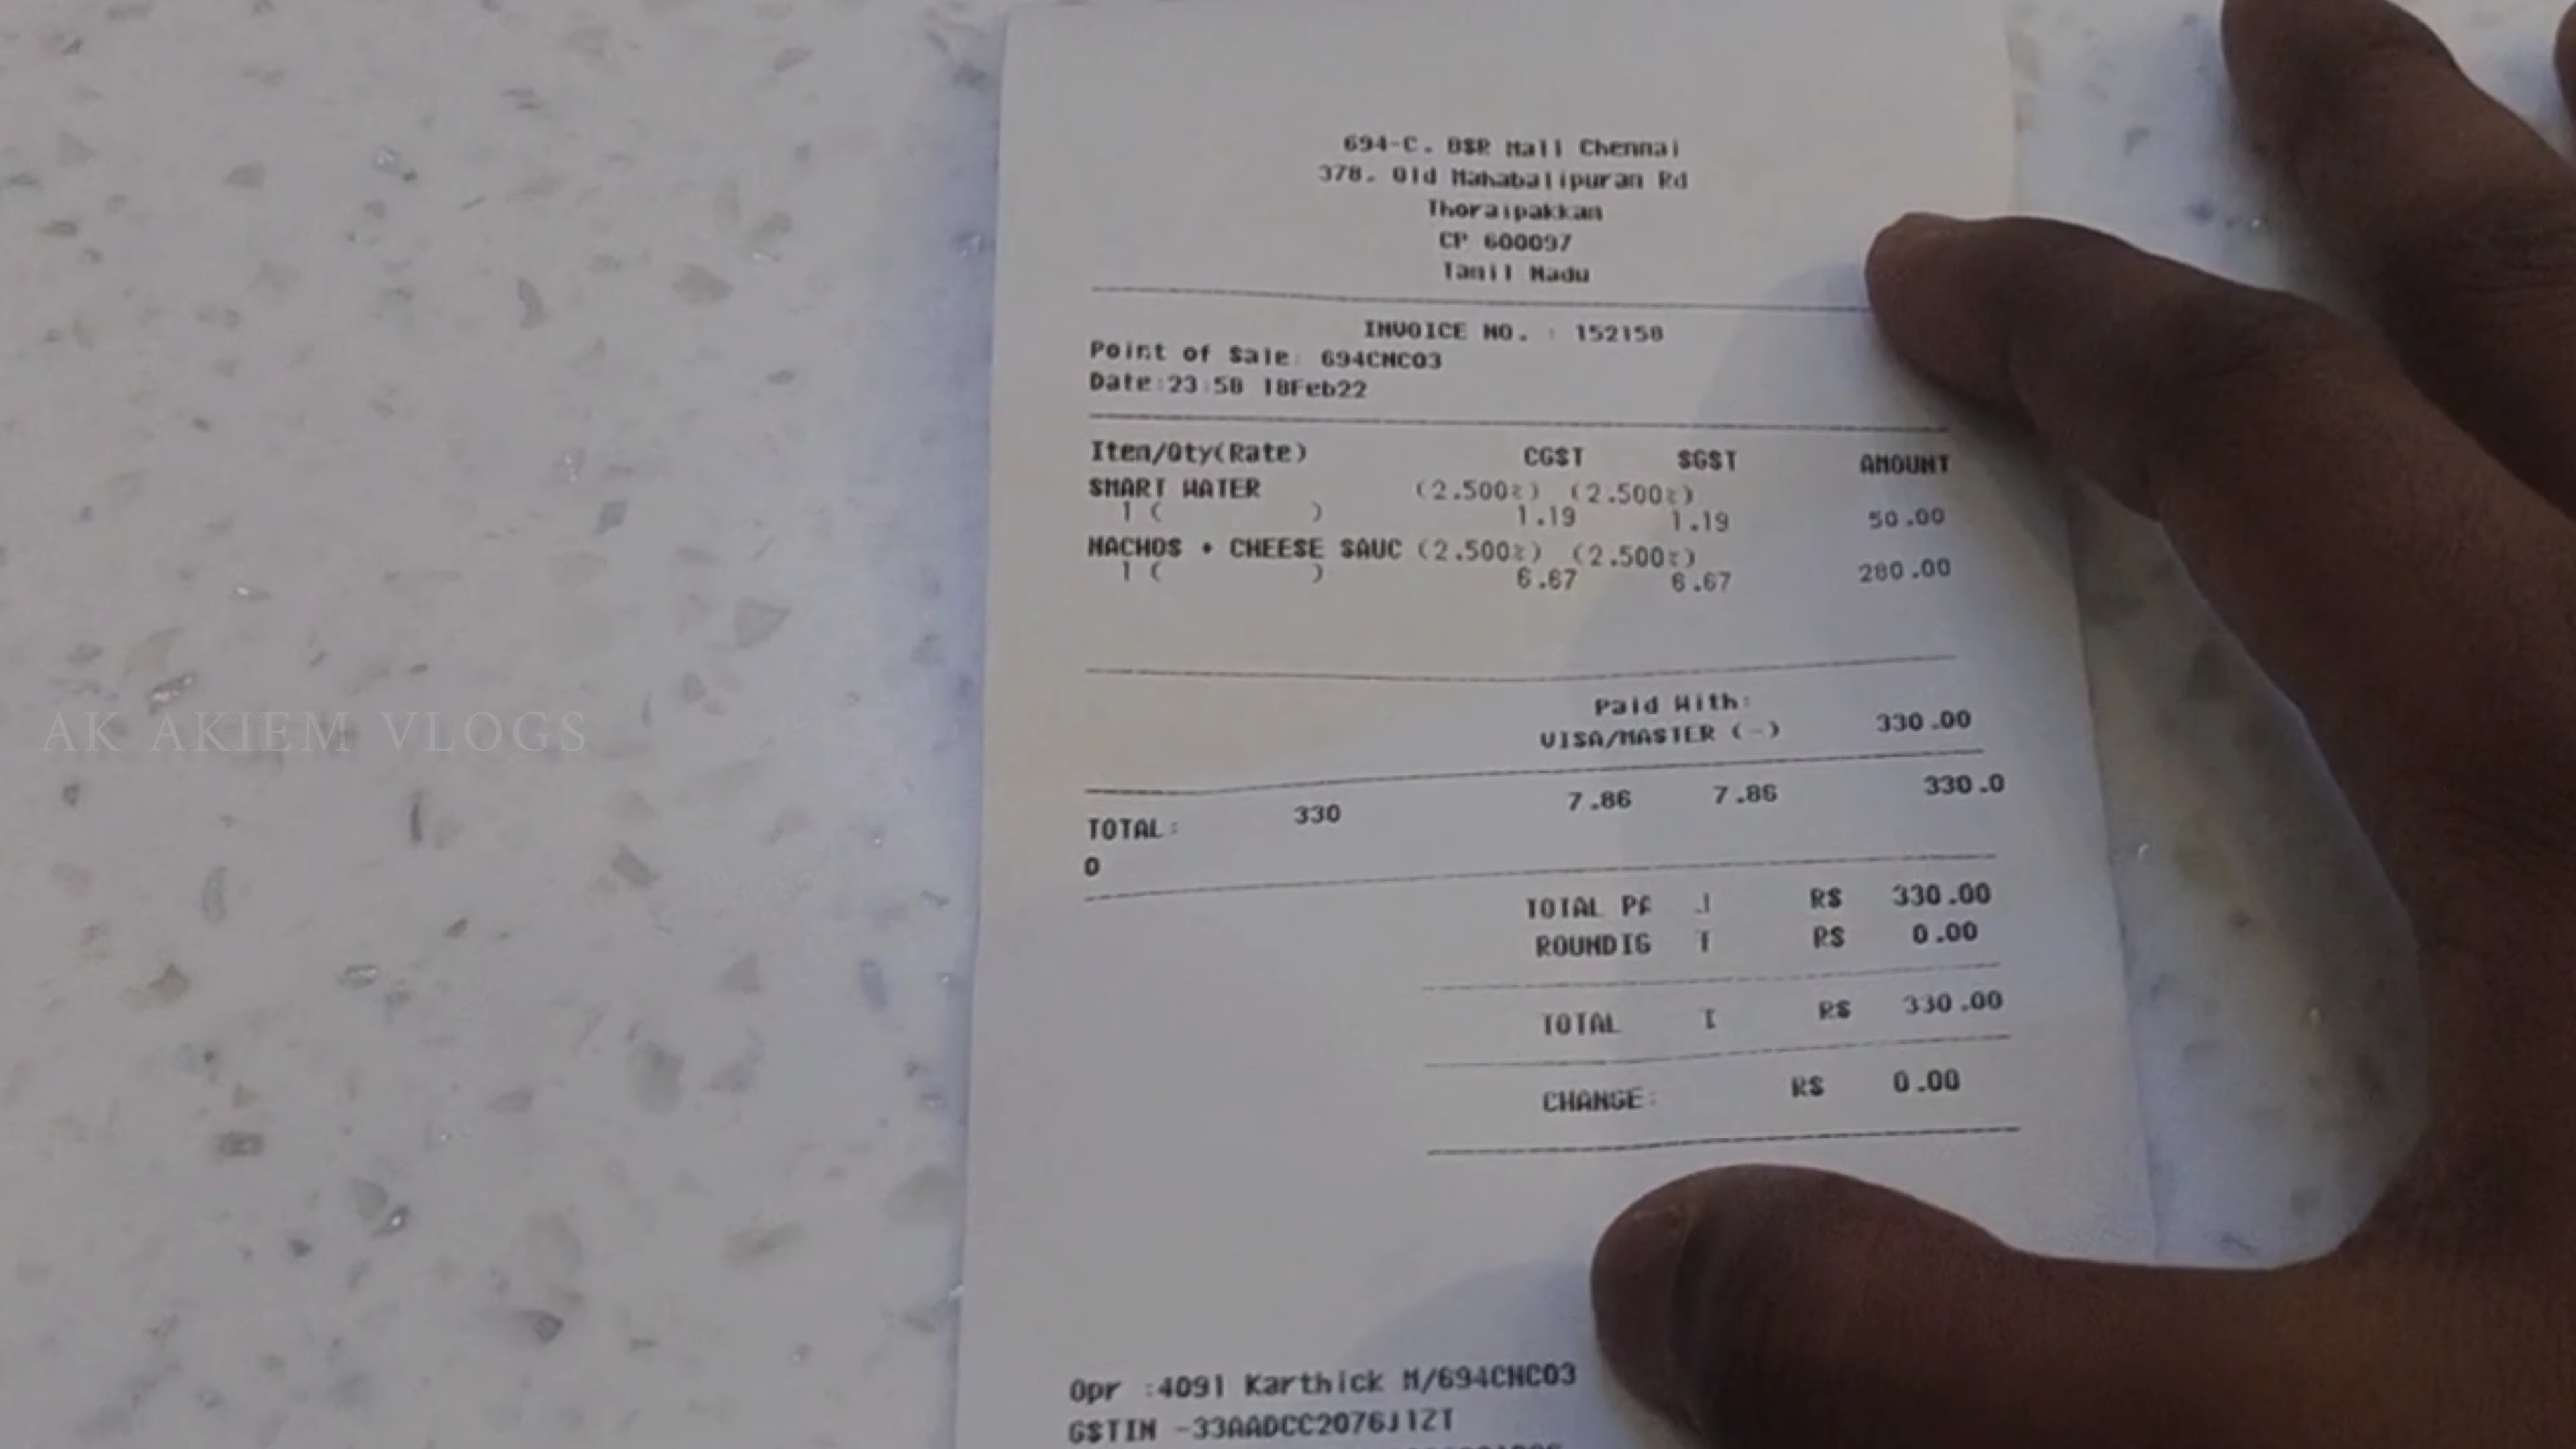 694-C. BSR Mall Chennai
378. Old Mahabalipuram Rd
Thoraipakkam
CP 600097
Tamil Nadu
INVOICE NO. : 152158
Point of Sale: 694CNC03
Date:23:58 18Feb22
Item/Qty(Rate) CGST SGST AMOUNT
SMART WATER (2.500%) (2.500%)
1 ( ) 1.19 1.19 50.00
NACHOS + CHEESE SAUC (2.500%) (2.500%)
1 ( ) 6.67 6.67 280.00
Paid With:
VISA/MASTER (-) 330.00
TOTAL: 330 7.86 7.86 330.0
0
TOTAL PA RS 330.00
ROUNDIG T RS 0.00
TOTAL RS 330.00
CHANGE: RS 0.00
Opr :4091 Karthick M/694CNC03
GSTIN -33AADCC2076J1ZT
AK AKIEM VLOGS